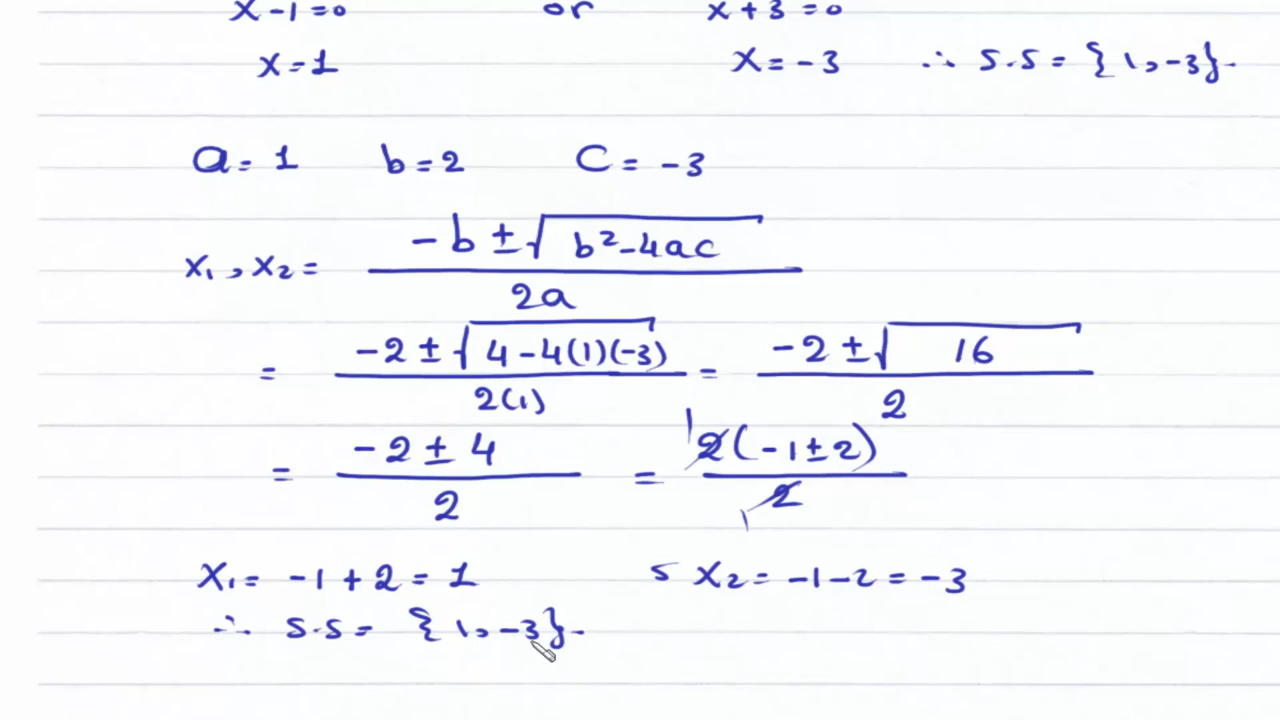 x - 1 = 0 or x + 3 = 0
x = 1 x = -3 ∴ S.S = {1, -3}.
a = 1 b = 2 C = -3
x₁, x₂ = (-b ± √(b² - 4ac)) / 2a
= (-2 ± √(4 - 4(1)(-3))) / 2(1) = (-2 ± √16) / 2
= (-2 ± 4) / 2 = 2(-1 ± 2) / 2
x₁ = -1 + 2 = 1 , x₂ = -1 - 2 = -3
∴ S.S = {1, -3}.